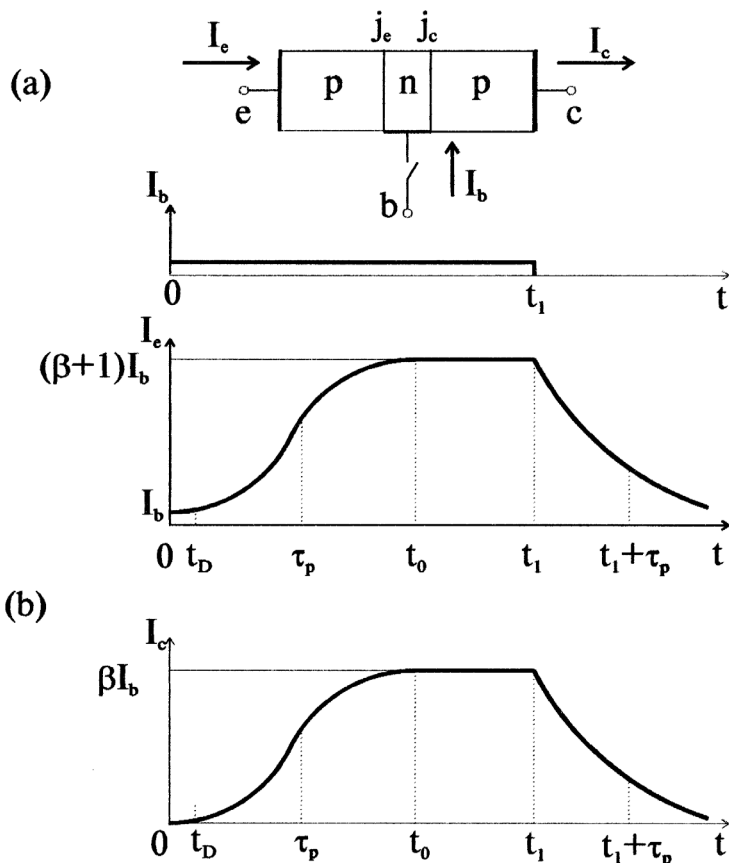 (a)
I_e j_e j_c I_c
p n p
e c
b I_b
I_b
0 t_1 t
I_e
(β+1)I_b
I_b
0 t_D τ_p t_0 t_1 t_1+τ_p t
(b)
I_c
βI_b
0 t_D τ_p t_0 t_1 t_1+τ_p t